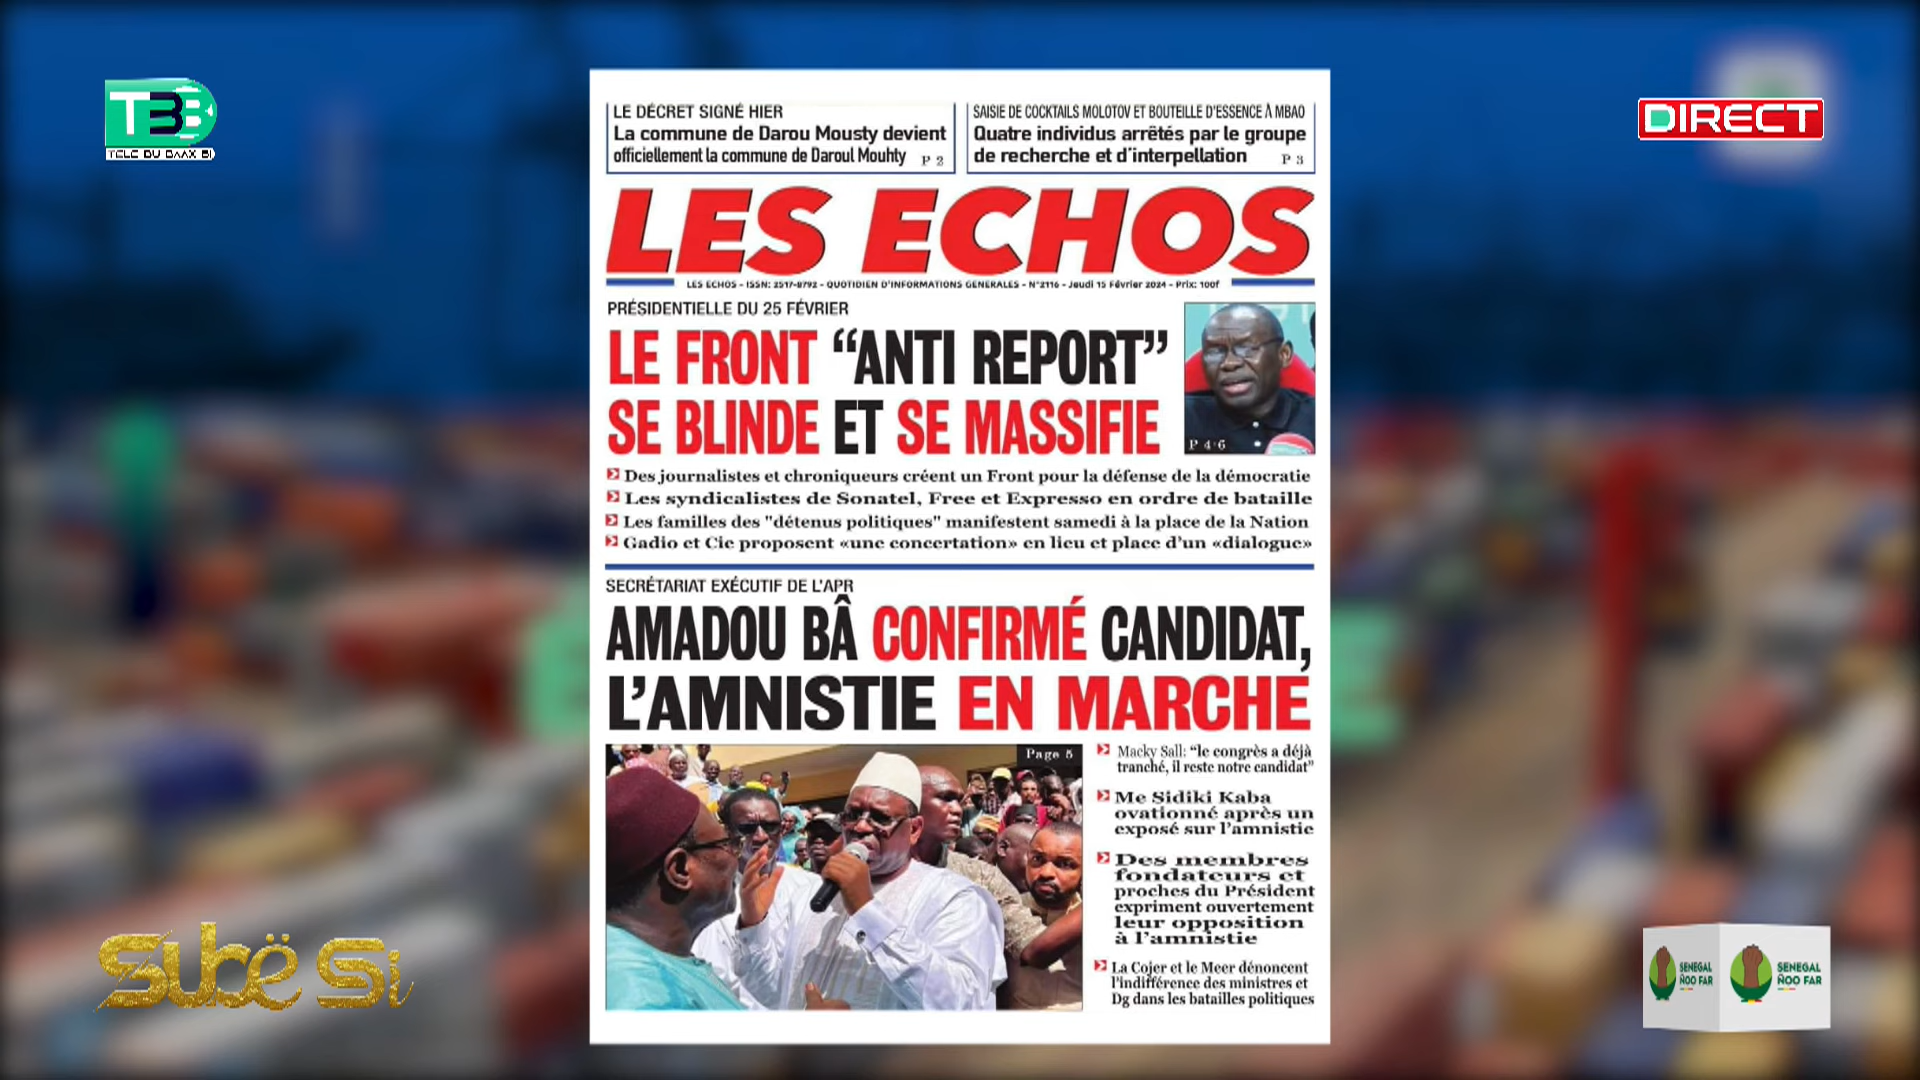 T3B
TELE DU DAAX SI
DIRECT
LE DÉCRET SIGNÉ HIER
La commune de Darou Mousty devient
officiellement la commune de Daroul Mouhty P 2
SAISIE DE COCKTAILS MOLOTOV ET BOUTEILLE D'ESSENCE À MBAO
Quatre individus arrêtés par le groupe
de recherche et d'interpellation P 3
LES ECHOS
LES ECHOS - ISSN: 2517-8792 - QUOTIDIEN D'INFORMATIONS GENERALES - N°2116 - Jeudi 15 Février 2024 - Prix: 100f
PRÉSIDENTIELLE DU 25 FÉVRIER
LE FRONT “ANTI REPORT”
SE BLINDE ET SE MASSIFIE
P 4-6
Des journalistes et chroniqueurs créent un Front pour la défense de la démocratie
Les syndicalistes de Sonatel, Free et Expresso en ordre de bataille
Les familles des "détenus politiques" manifestent samedi à la place de la Nation
Gadio et Cie proposent «une concertation» en lieu et place d'un «dialogue»
SECRÉTARIAT EXÉCUTIF DE L'APR
AMADOU BÂ CONFIRMÉ CANDIDAT,
L'AMNISTIE EN MARCHE
Page 5
Macky Sall: “le congrès a déjà
tranché, il reste notre candidat”
Me Sidiki Kaba
ovationné après un
exposé sur l'amnistie
Des membres
fondateurs et
proches du Président
expriment ouvertement
leur opposition
à l'amnistie
La Cojer et le Meer dénoncent
l'indifférence des ministres et
Dg dans les batailles politiques
Subë Si
SENEGAL
ÑOO FAR
SENEGAL
ÑOO FAR